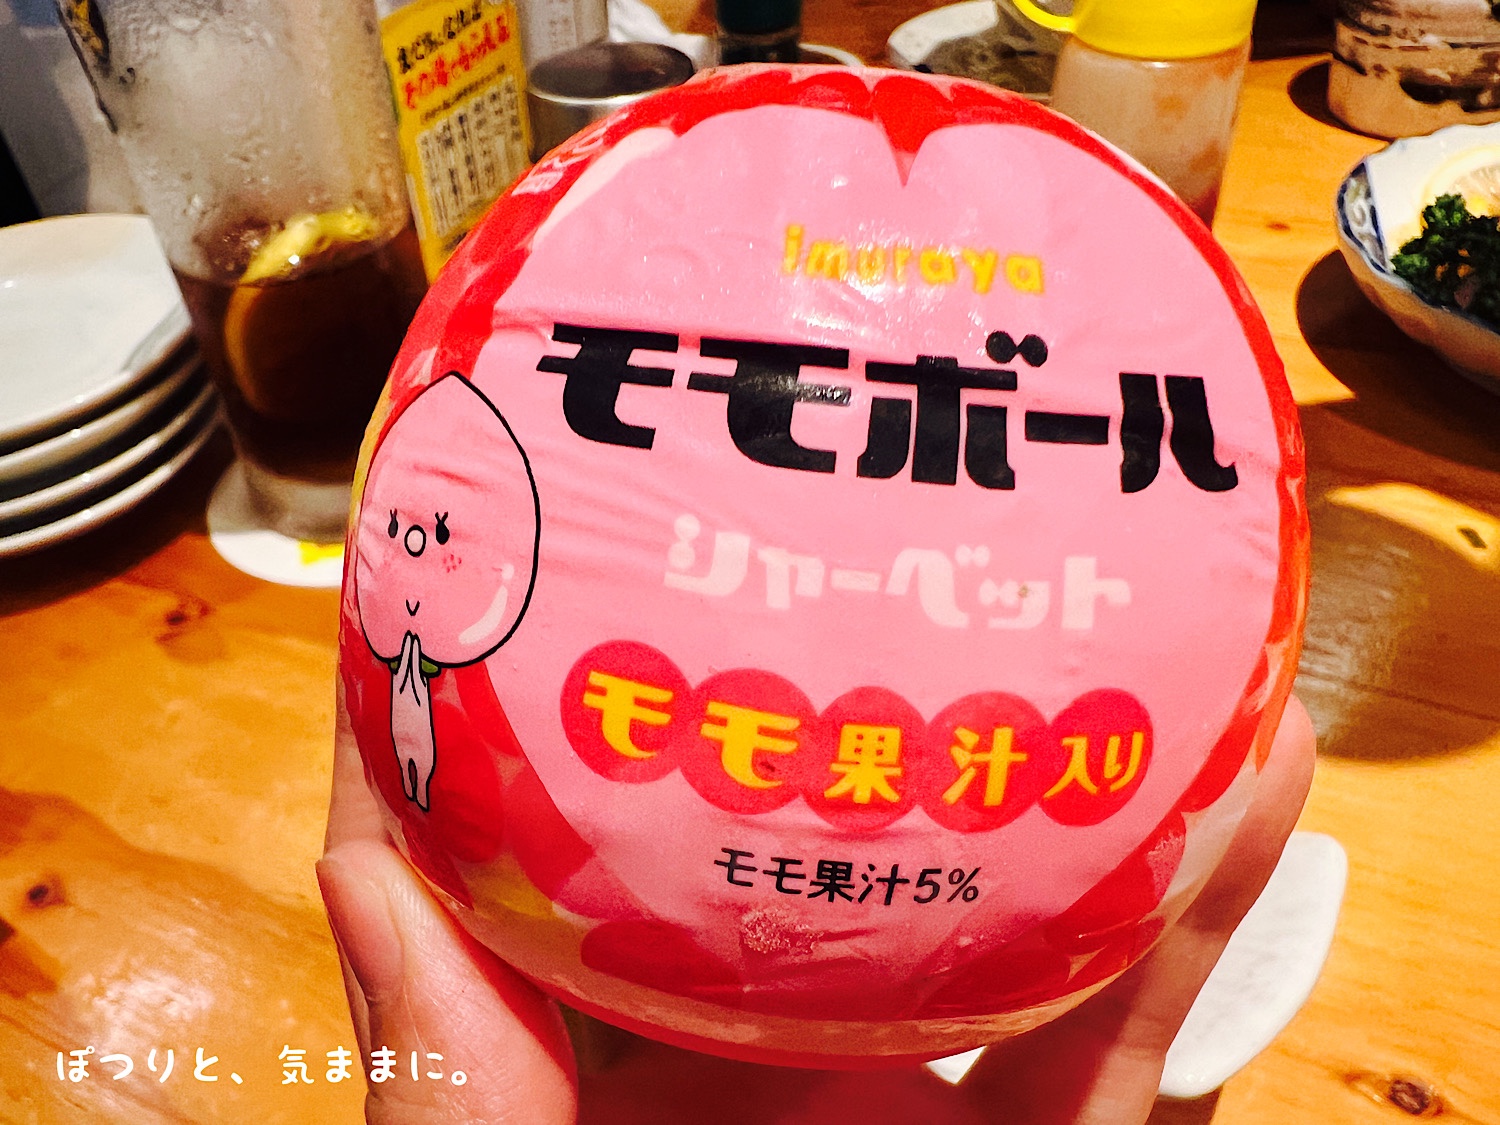 imuraya
モモボール
シャーベット
モモ果汁入り
モモ果汁5%
ぽつりと、気ままに。